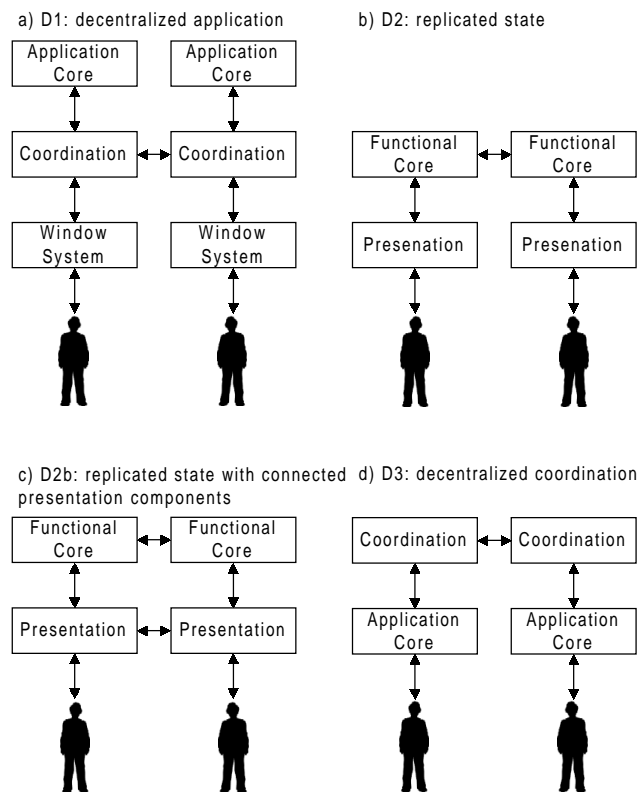 a) D1: decentralized application
Application Core
Application Core
Coordination
Coordination
Window System
Window System
b) D2: replicated state
Functional Core
Functional Core
Presenation
Presenation
c) D2b: replicated state with connected
presentation components
Functional Core
Functional Core
Presentation
Presentation
d) D3: decentralized coordination
Coordination
Coordination
Application Core
Application Core